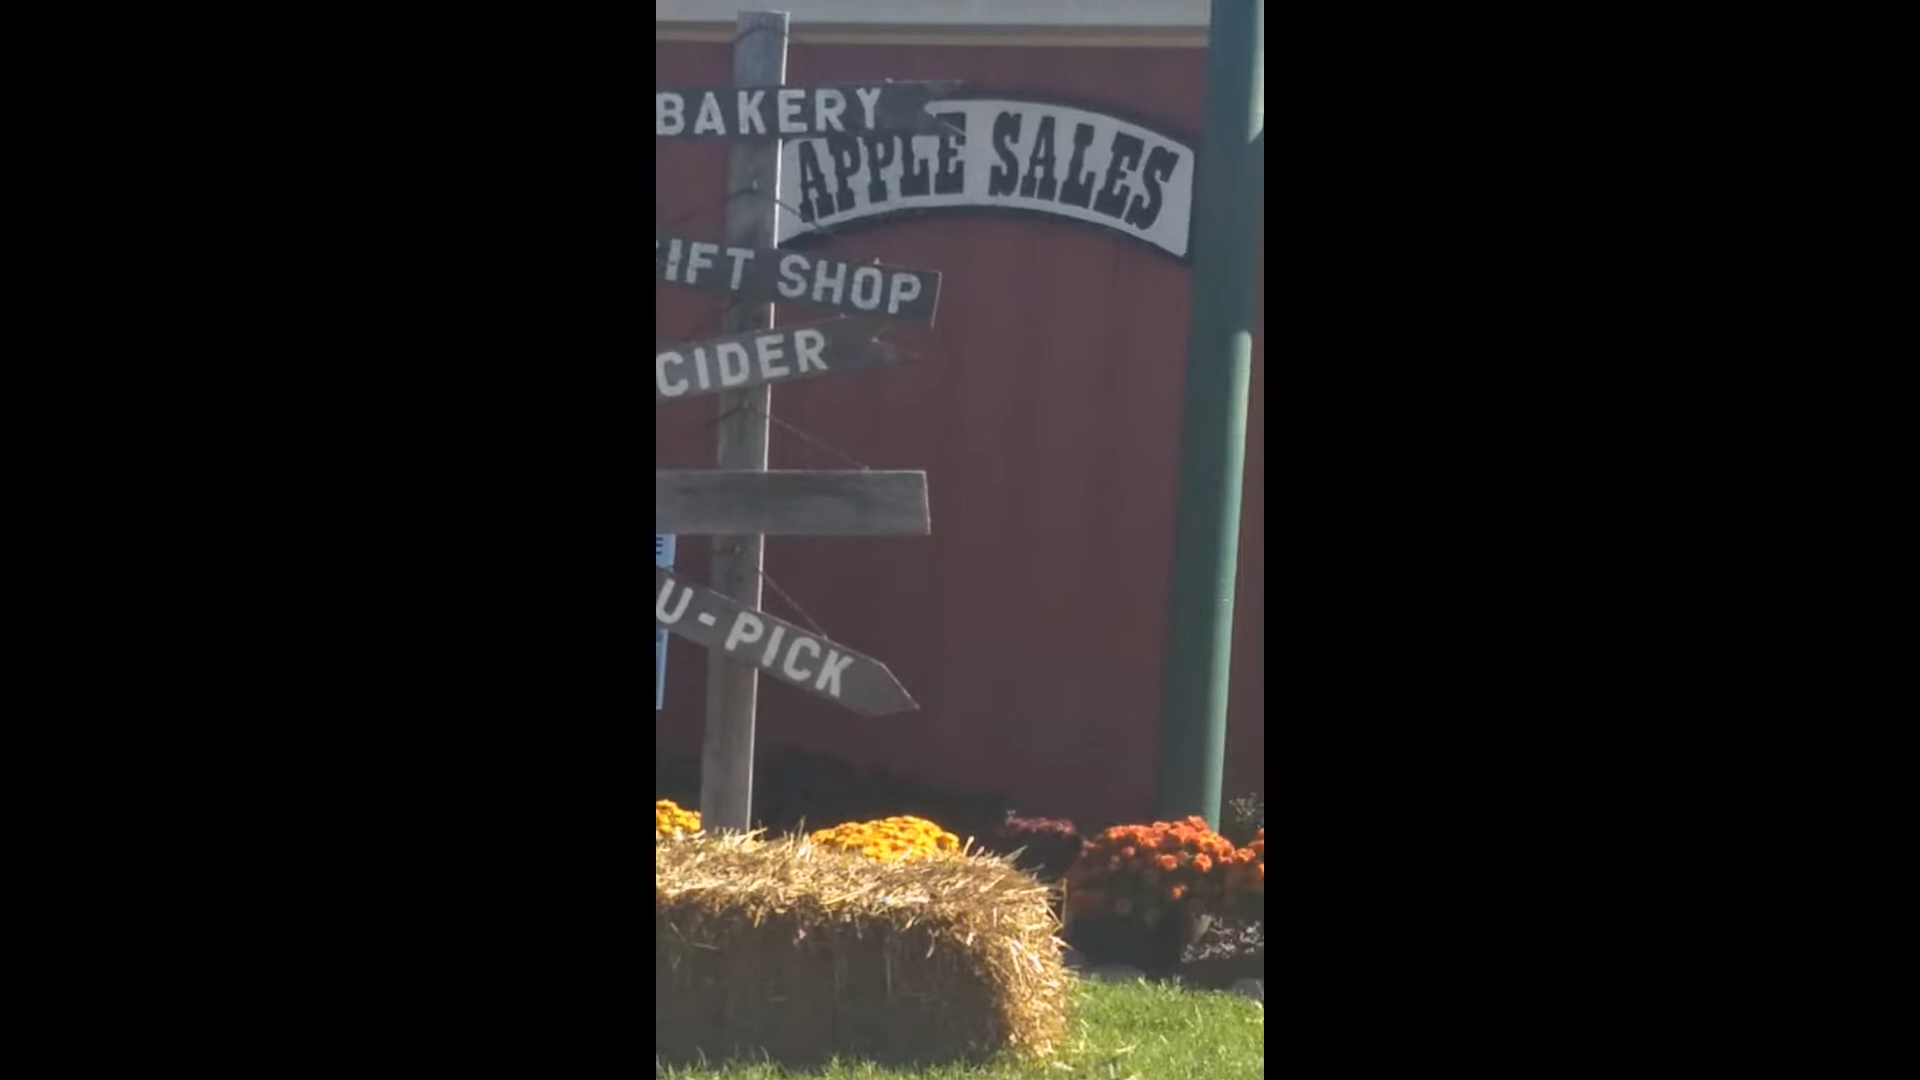 BAKERY
APPLE SALES
IFT SHOP
CIDER
U-PICK